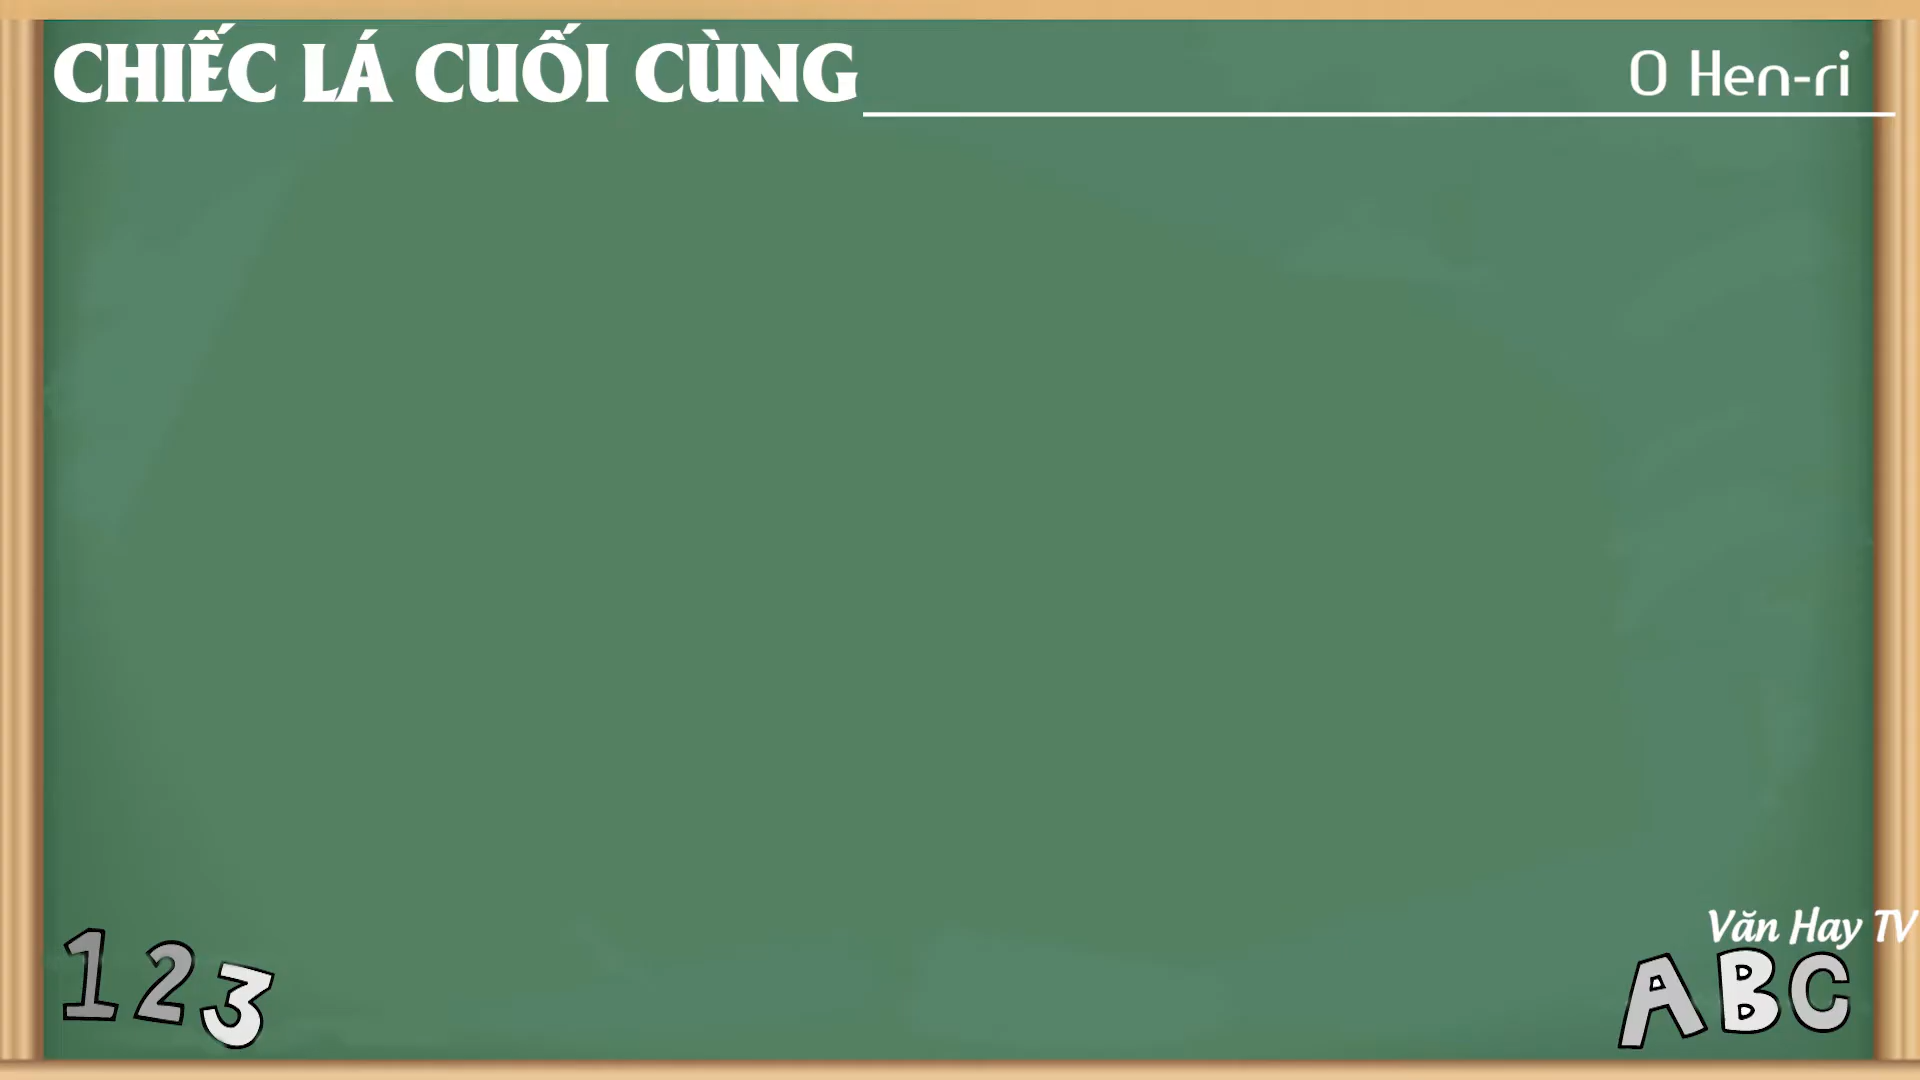 CHIẾC LÁ CUỐI CÙNG
O Hen-ri
Văn Hay TV
123
ABC